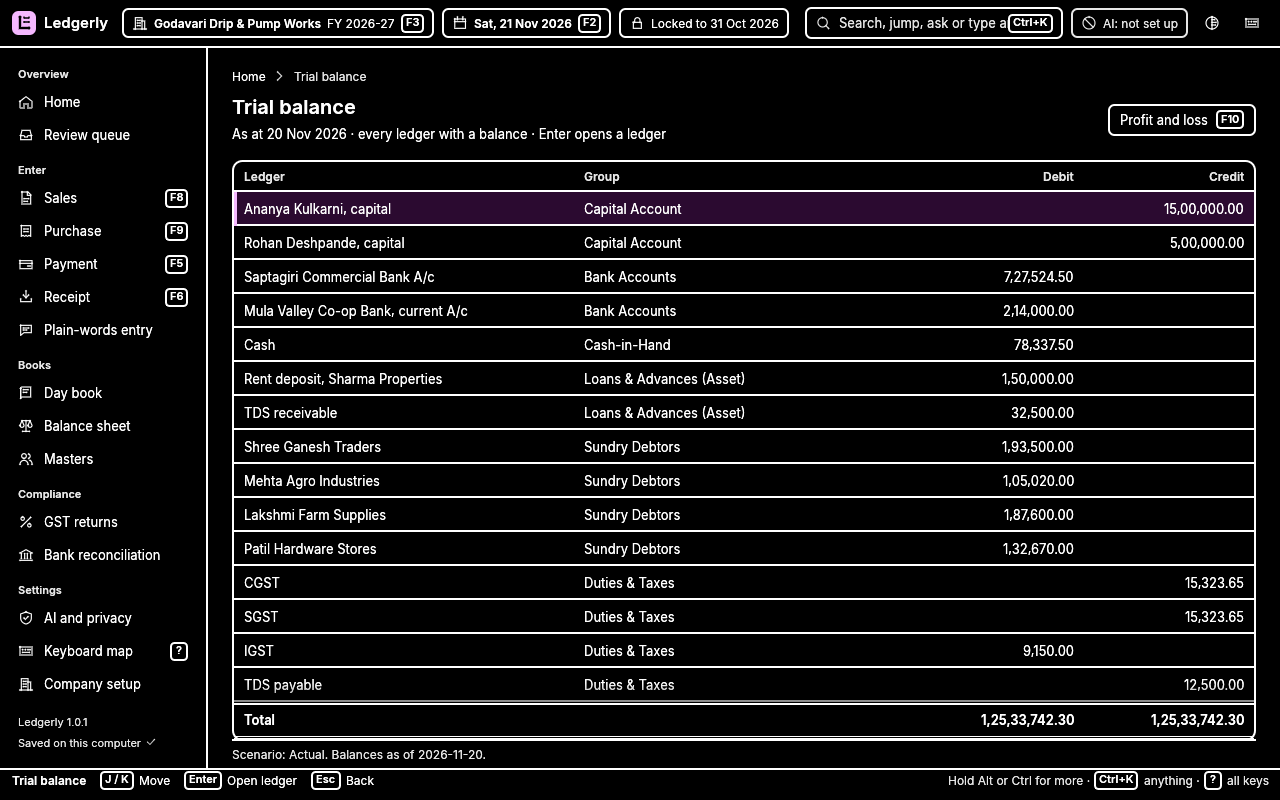 Ledgerly
Godavari Drip & Pump Works FY 2026-27 F3
Sat, 21 Nov 2026 F2
Locked to 31 Oct 2026
Search, jump, ask or type a Ctrl+K
AI: not set up
Overview
Home
Review queue
Enter
Sales F8
Purchase F9
Payment F5
Receipt F6
Plain-words entry
Books
Day book
Balance sheet
Masters
Compliance
GST returns
Bank reconciliation
Settings
AI and privacy
Keyboard map ?
Company setup
Ledgerly 1.0.1
Saved on this computer
Home > Trial balance
Trial balance
As at 20 Nov 2026 · every ledger with a balance · Enter opens a ledger
Profit and loss F10
Ledger Group Debit Credit
Ananya Kulkarni, capital Capital Account 15,00,000.00
Rohan Deshpande, capital Capital Account 5,00,000.00
Saptagiri Commercial Bank A/c Bank Accounts 7,27,524.50
Mula Valley Co-op Bank, current A/c Bank Accounts 2,14,000.00
Cash Cash-in-Hand 78,337.50
Rent deposit, Sharma Properties Loans & Advances (Asset) 1,50,000.00
TDS receivable Loans & Advances (Asset) 32,500.00
Shree Ganesh Traders Sundry Debtors 1,93,500.00
Mehta Agro Industries Sundry Debtors 1,05,020.00
Lakshmi Farm Supplies Sundry Debtors 1,87,600.00
Patil Hardware Stores Sundry Debtors 1,32,670.00
CGST Duties & Taxes 15,323.65
SGST Duties & Taxes 15,323.65
IGST Duties & Taxes 9,150.00
TDS payable Duties & Taxes 12,500.00
Total 1,25,33,742.30 1,25,33,742.30
Scenario: Actual. Balances as of 2026-11-20.
Trial balance J / K Move Enter Open ledger Esc Back
Hold Alt or Ctrl for more · Ctrl+K anything · ? all keys